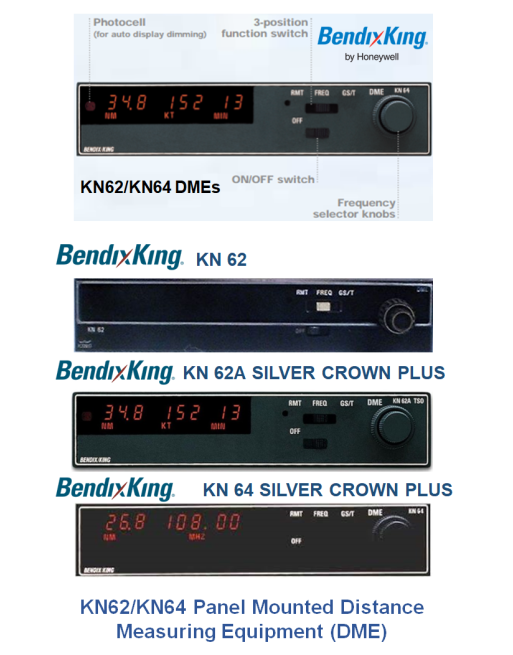 Photocell
(for auto display dimming)
3-position
function switch
BendixKing®
by Honeywell
RMT FREQ GS/T DME KN 64
34.8 152 13
NM KT MIN
OFF
BENDIX/KING
ON/OFF switch
KN62/KN64 DMEs
Frequency
selector knobs
BendixKing® KN 62
RMT FREQ GS/T
KN 62 OFF
KING
BendixKing® KN 62A SILVER CROWN PLUS
RMT FREQ GS/T DME KN 62A TSO
34.8 152 13
NM KT MIN
OFF
BENDIX/KING
BendixKing® KN 64 SILVER CROWN PLUS
RMT FREQ GS/T DME KN 64
26.8 108.00
NM MHZ
OFF
BENDIX/KING
KN62/KN64 Panel Mounted Distance
Measuring Equipment (DME)